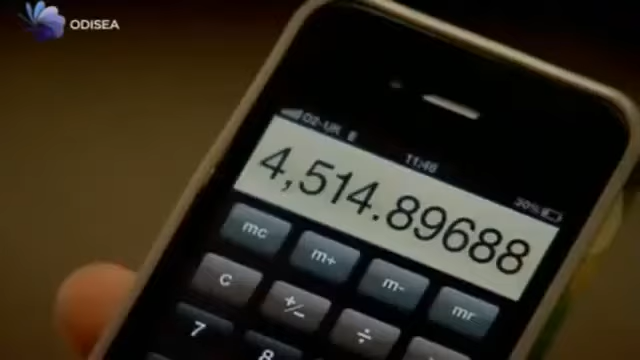 ODISEA
O2-UK 11:46 30%
4,514.89688
mc m+ m- mr
C +/− ÷
7 8